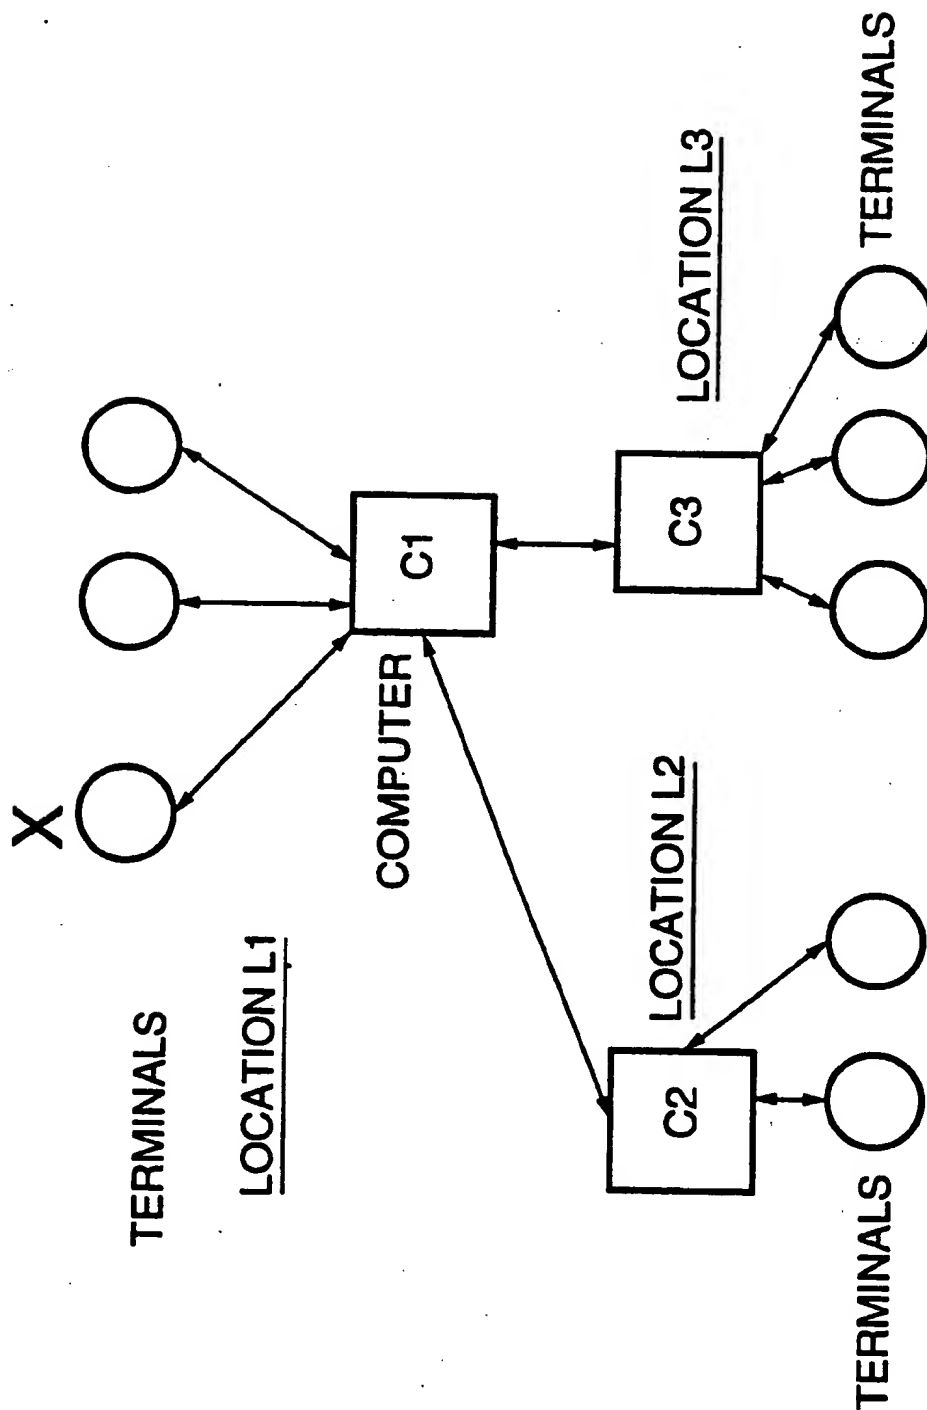 X
TERMINALS
LOCATION L1
COMPUTER
C1
LOCATION L2
C2
TERMINALS
LOCATION L3
C3
TERMINALS